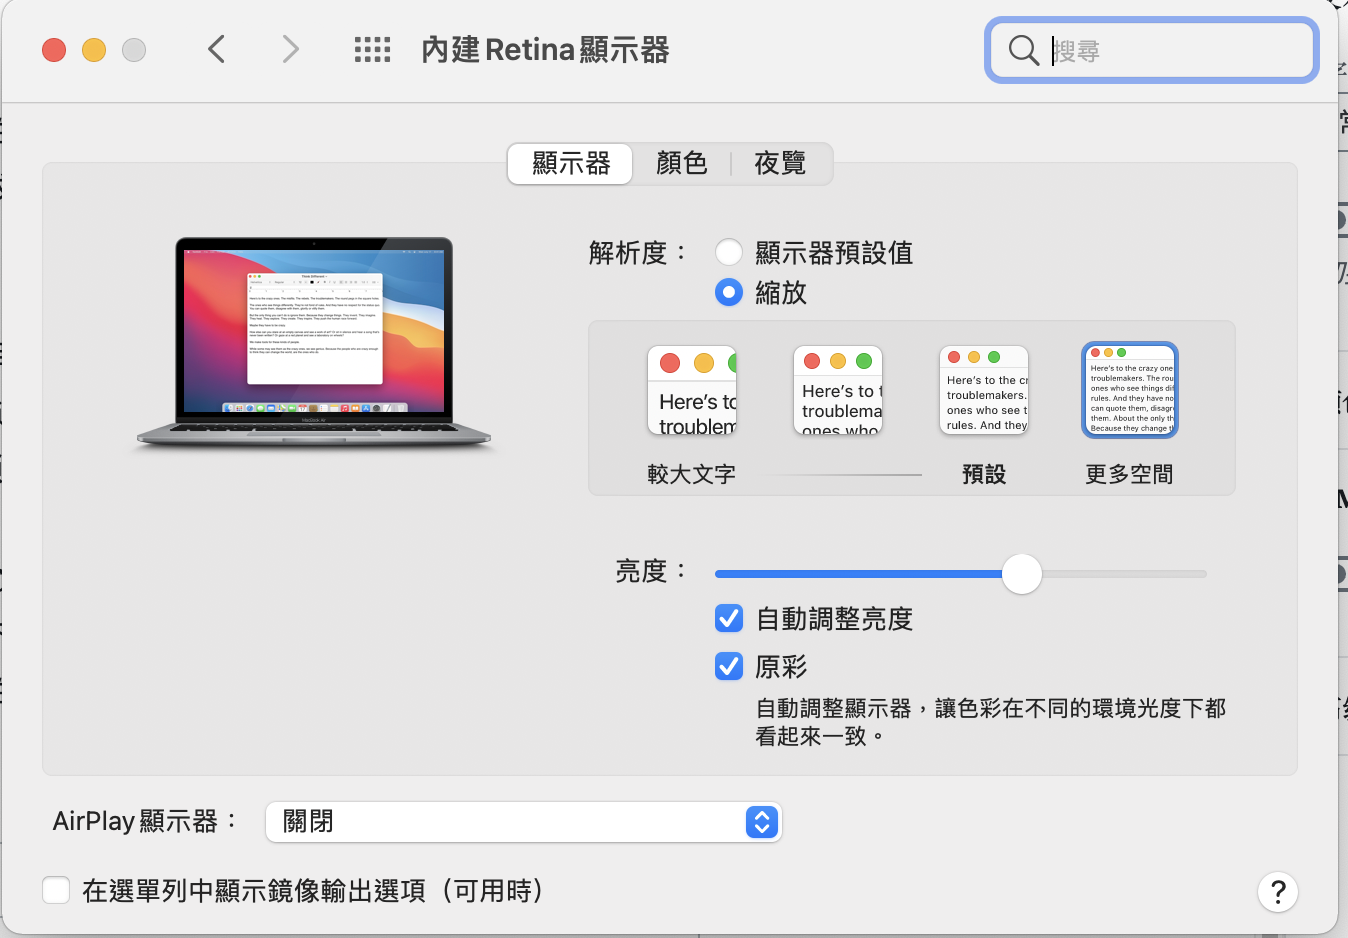 內建 Retina 顯示器
搜尋
顯示器 顏色 夜覽
解析度： 顯示器預設值
縮放
Here's to
troublem
Here's to t
troublema
ones who
Here's to the cr
troublemakers.
ones who see t
rules. And they
Here's to the crazy one
troublemakers. The rou
ones who see things dif
rules. And they have no
can quote them, disagre
them. About the only th
Because they change t
較大文字 預設 更多空間
亮度：
自動調整亮度
原彩
自動調整顯示器，讓色彩在不同的環境光度下都
看起來一致。
AirPlay 顯示器： 關閉
在選單列中顯示鏡像輸出選項（可用時）
?